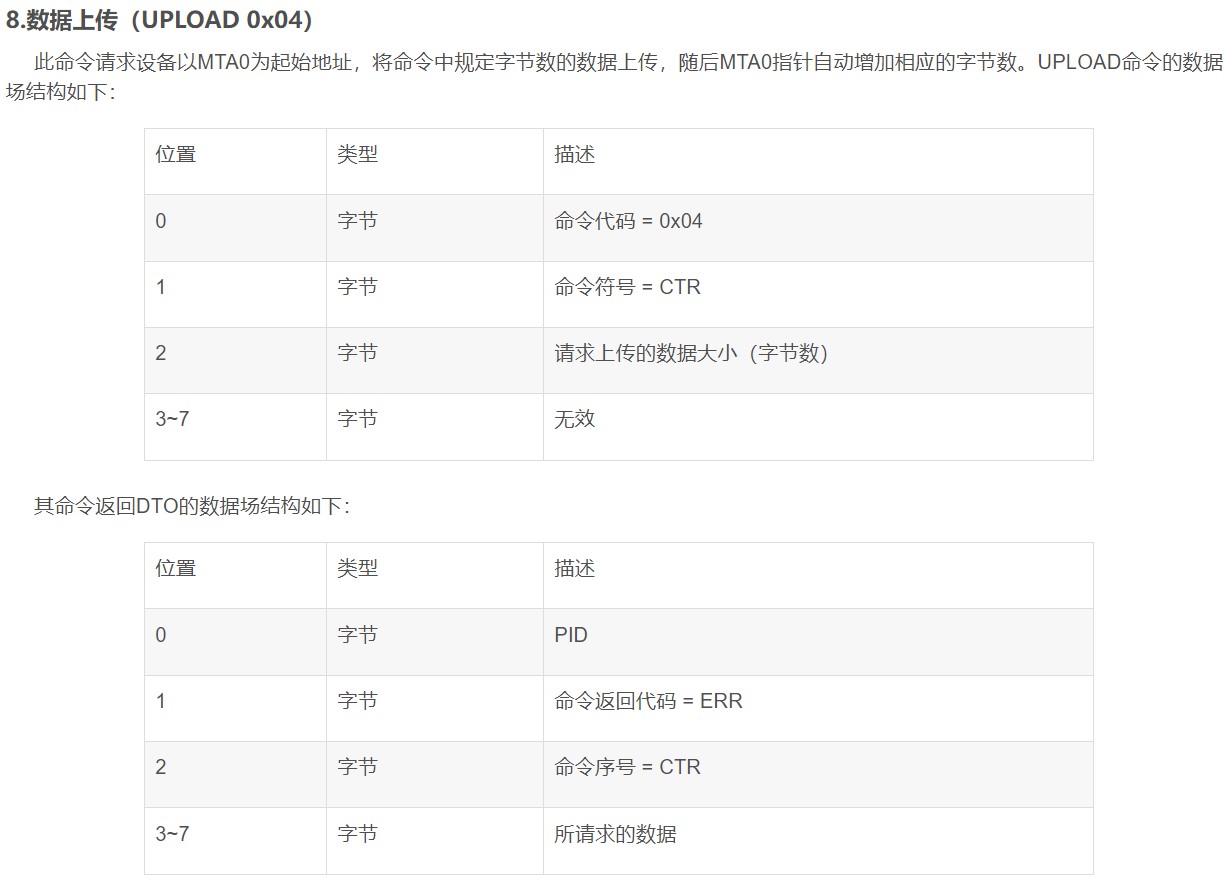 8.数据上传（UPLOAD 0x04）
此命令请求设备以MTA0为起始地址，将命令中规定字节数的数据上传，随后MTA0指针自动增加相应的字节数。UPLOAD命令的数据
场结构如下：
位置 类型 描述
0 字节 命令代码 = 0x04
1 字节 命令符号 = CTR
2 字节 请求上传的数据大小（字节数）
3~7 字节 无效
其命令返回DTO的数据场结构如下：
位置 类型 描述
0 字节 PID
1 字节 命令返回代码 = ERR
2 字节 命令序号 = CTR
3~7 字节 所请求的数据